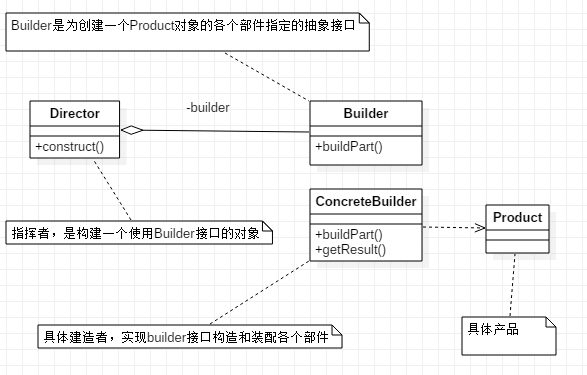 Builder是为创建一个Product对象的各个部件指定的抽象接口
Director
-builder
Builder
+construct()
+buildPart()
ConcreteBuilder
+buildPart()
+getResult()
Product
指挥者，是构建一个使用Builder接口的对象
具体建造者，实现builder接口构造和装配各个部件
具体产品